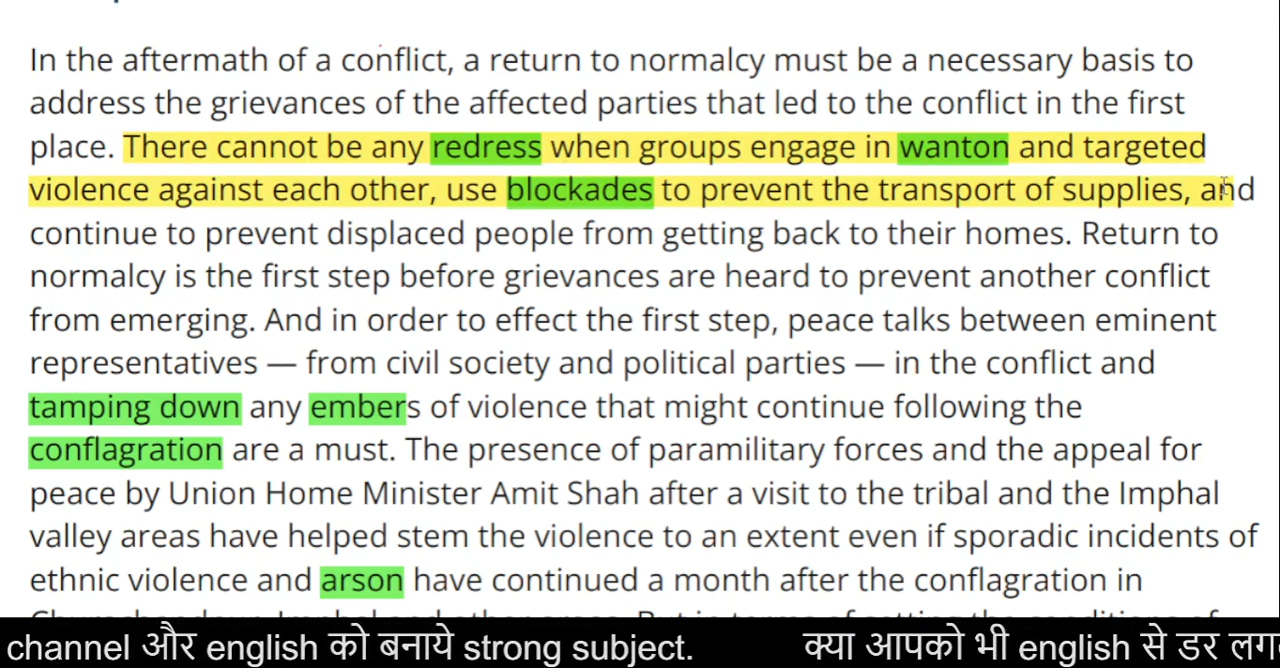 In the aftermath of a conflict, a return to normalcy must be a necessary basis to
address the grievances of the affected parties that led to the conflict in the first
place. There cannot be any redress when groups engage in wanton and targeted
violence against each other, use blockades to prevent the transport of supplies, and
continue to prevent displaced people from getting back to their homes. Return to
normalcy is the first step before grievances are heard to prevent another conflict
from emerging. And in order to effect the first step, peace talks between eminent
representatives — from civil society and political parties — in the conflict and
tamping down any embers of violence that might continue following the
conflagration are a must. The presence of paramilitary forces and the appeal for
peace by Union Home Minister Amit Shah after a visit to the tribal and the Imphal
valley areas have helped stem the violence to an extent even if sporadic incidents of
ethnic violence and arson have continued a month after the conflagration in
channel और english को बनाये strong subject. क्या आपको भी english से डर